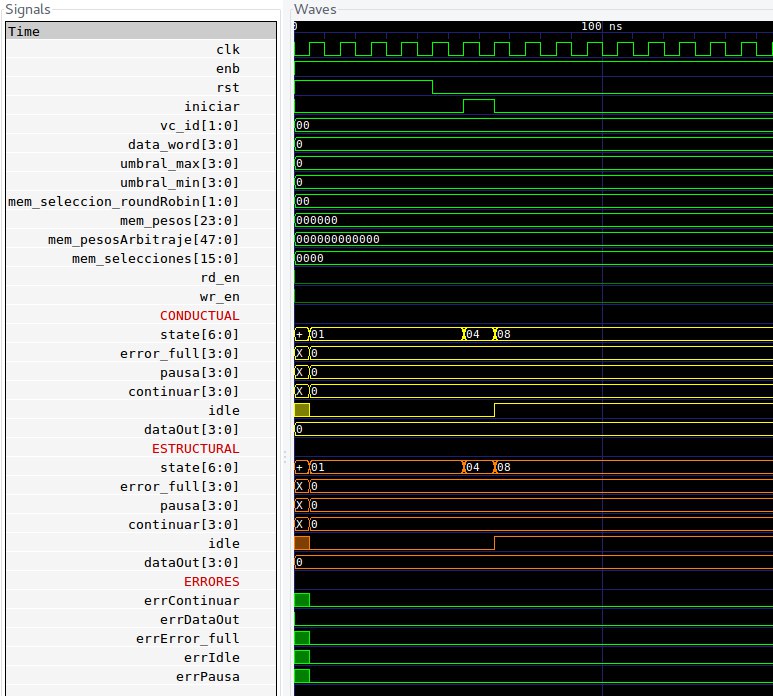 Signals Waves
Time 0 100 ns
clk
enb
rst
iniciar
vc_id[1:0] 00
data_word[3:0] 0
umbral_max[3:0] 0
umbral_min[3:0] 0
mem_seleccion_roundRobin[1:0] 00
mem_pesos[23:0] 000000
mem_pesosArbitraje[47:0] 000000000000
mem_selecciones[15:0] 0000
rd_en
wr_en
CONDUCTUAL
state[6:0] + 01 04 08
error_full[3:0] X 0
pausa[3:0] X 0
continuar[3:0] X 0
idle
dataOut[3:0] 0
ESTRUCTURAL
state[6:0] + 01 04 08
error_full[3:0] X 0
pausa[3:0] X 0
continuar[3:0] X 0
idle
dataOut[3:0] 0
ERRORES
errContinuar
errDataOut
errError_full
errIdle
errPausa